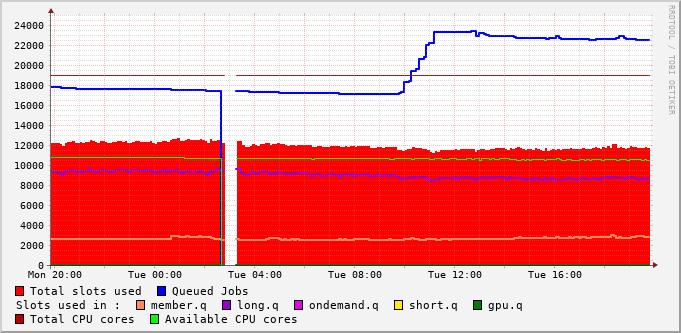 RRDTOOL / TOBI OETIKER
24000
22000
20000
18000
16000
14000
12000
10000
8000
6000
4000
2000
0
Mon 20:00 Tue 00:00 Tue 04:00 Tue 08:00 Tue 12:00 Tue 16:00
Total slots used Queued Jobs
Slots used in : member.q long.q ondemand.q short.q gpu.q
Total CPU cores Available CPU cores